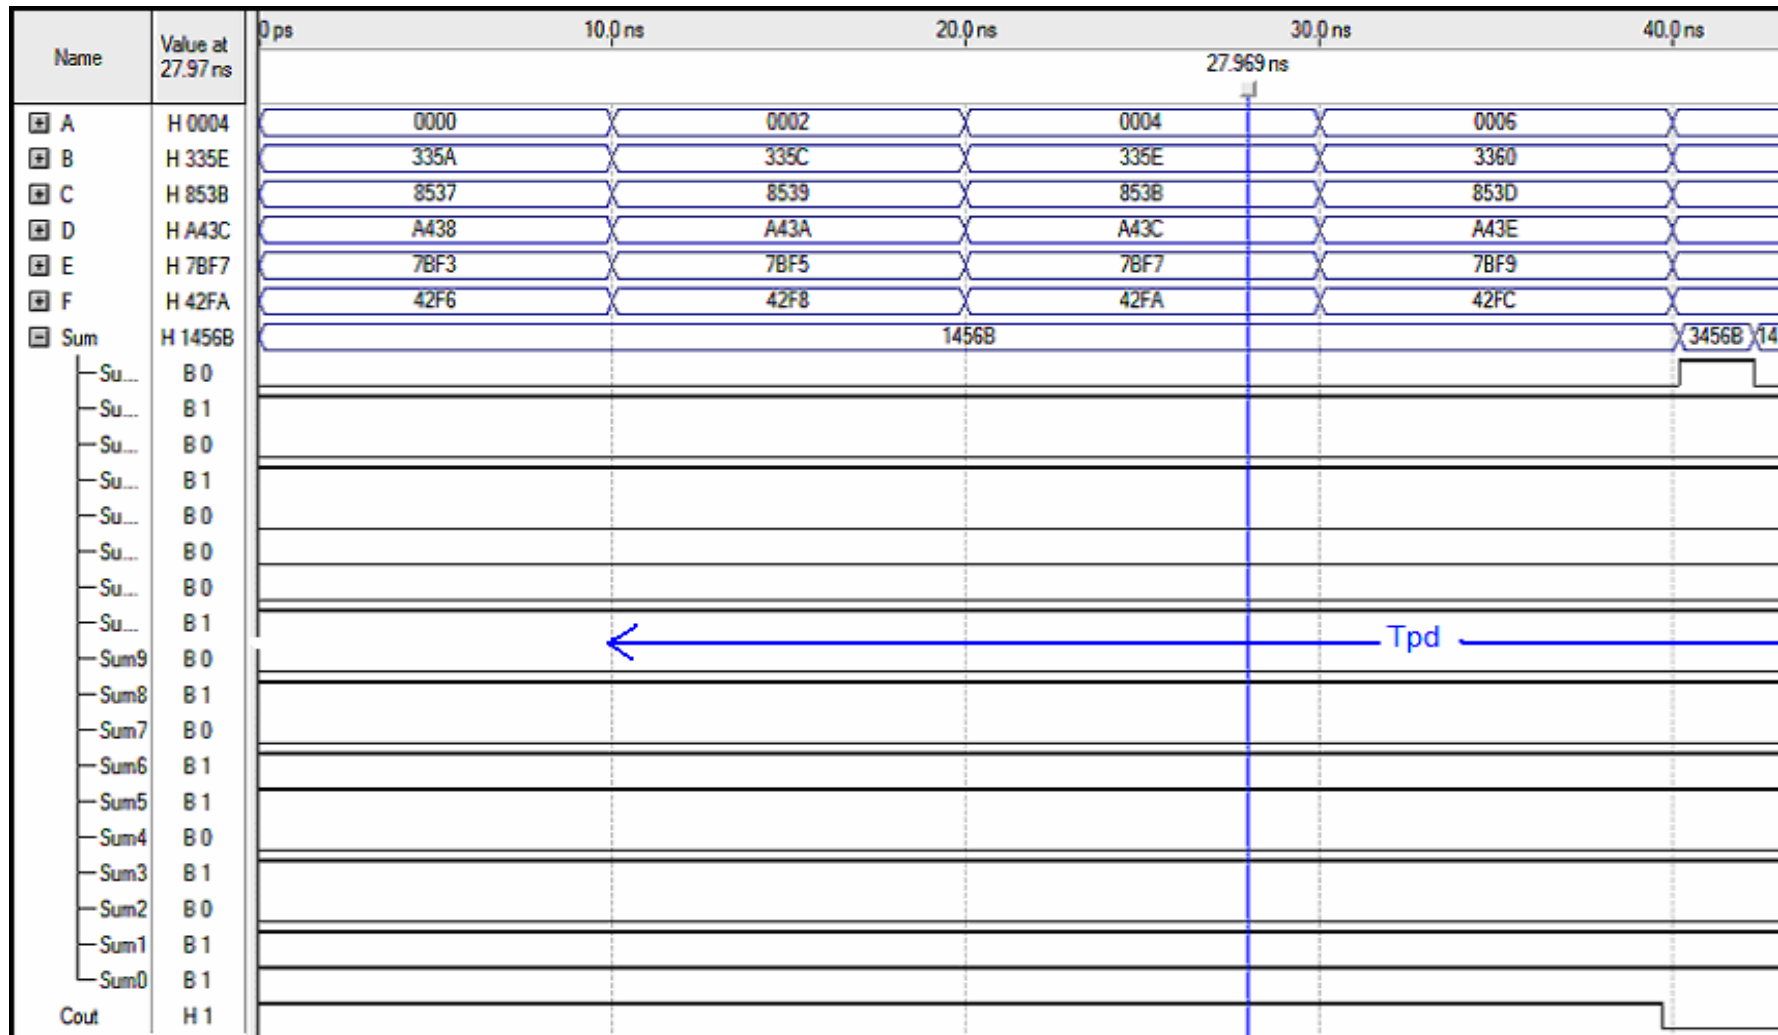 Name Value at 27.97 ns 0 ps 10.0 ns 20.0 ns 30.0 ns 40.0 ns
27.969 ns
A H 0004 0000 0002 0004 0006
B H 335E 335A 335C 335E 3360
C H 853B 8537 8539 853B 853D
D H A43C A438 A43A A43C A43E
E H 7BF7 7BF3 7BF5 7BF7 7BF9
F H 42FA 42F6 42F8 42FA 42FC
Sum H 1456B 1456B 3456B 14
Su... B 0
Su... B 1
Su... B 0
Su... B 1
Su... B 0
Su... B 0
Su... B 0
Su... B 1
Tpd
Sum9 B 0
Sum8 B 1
Sum7 B 0
Sum6 B 1
Sum5 B 1
Sum4 B 0
Sum3 B 1
Sum2 B 0
Sum1 B 1
Sum0 B 1
Cout H 1